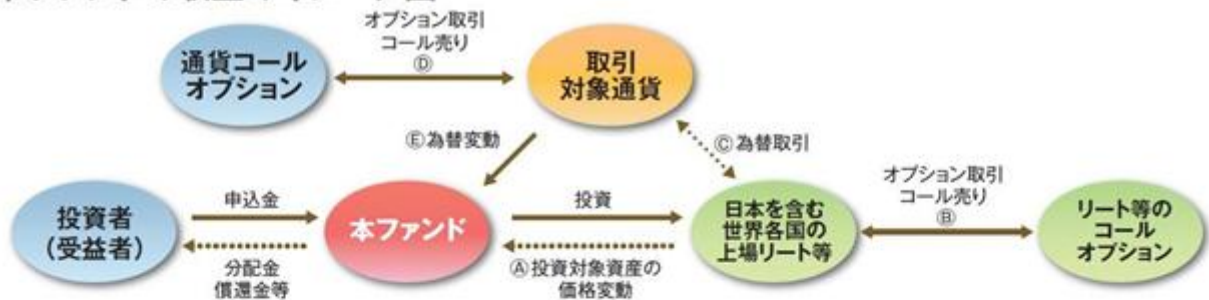 オプション取引
コール売り
Ⓓ
通貨コール
オプション
取引
対象通貨
Ⓔ為替変動
Ⓒ為替取引
オプション取引
コール売り
Ⓑ
投資者
(受益者)
申込金
分配金
償還金等
本ファンド
投資
Ⓐ投資対象資産の
価格変動
日本を含む
世界各国の
上場リート等
リート等の
コール
オプション